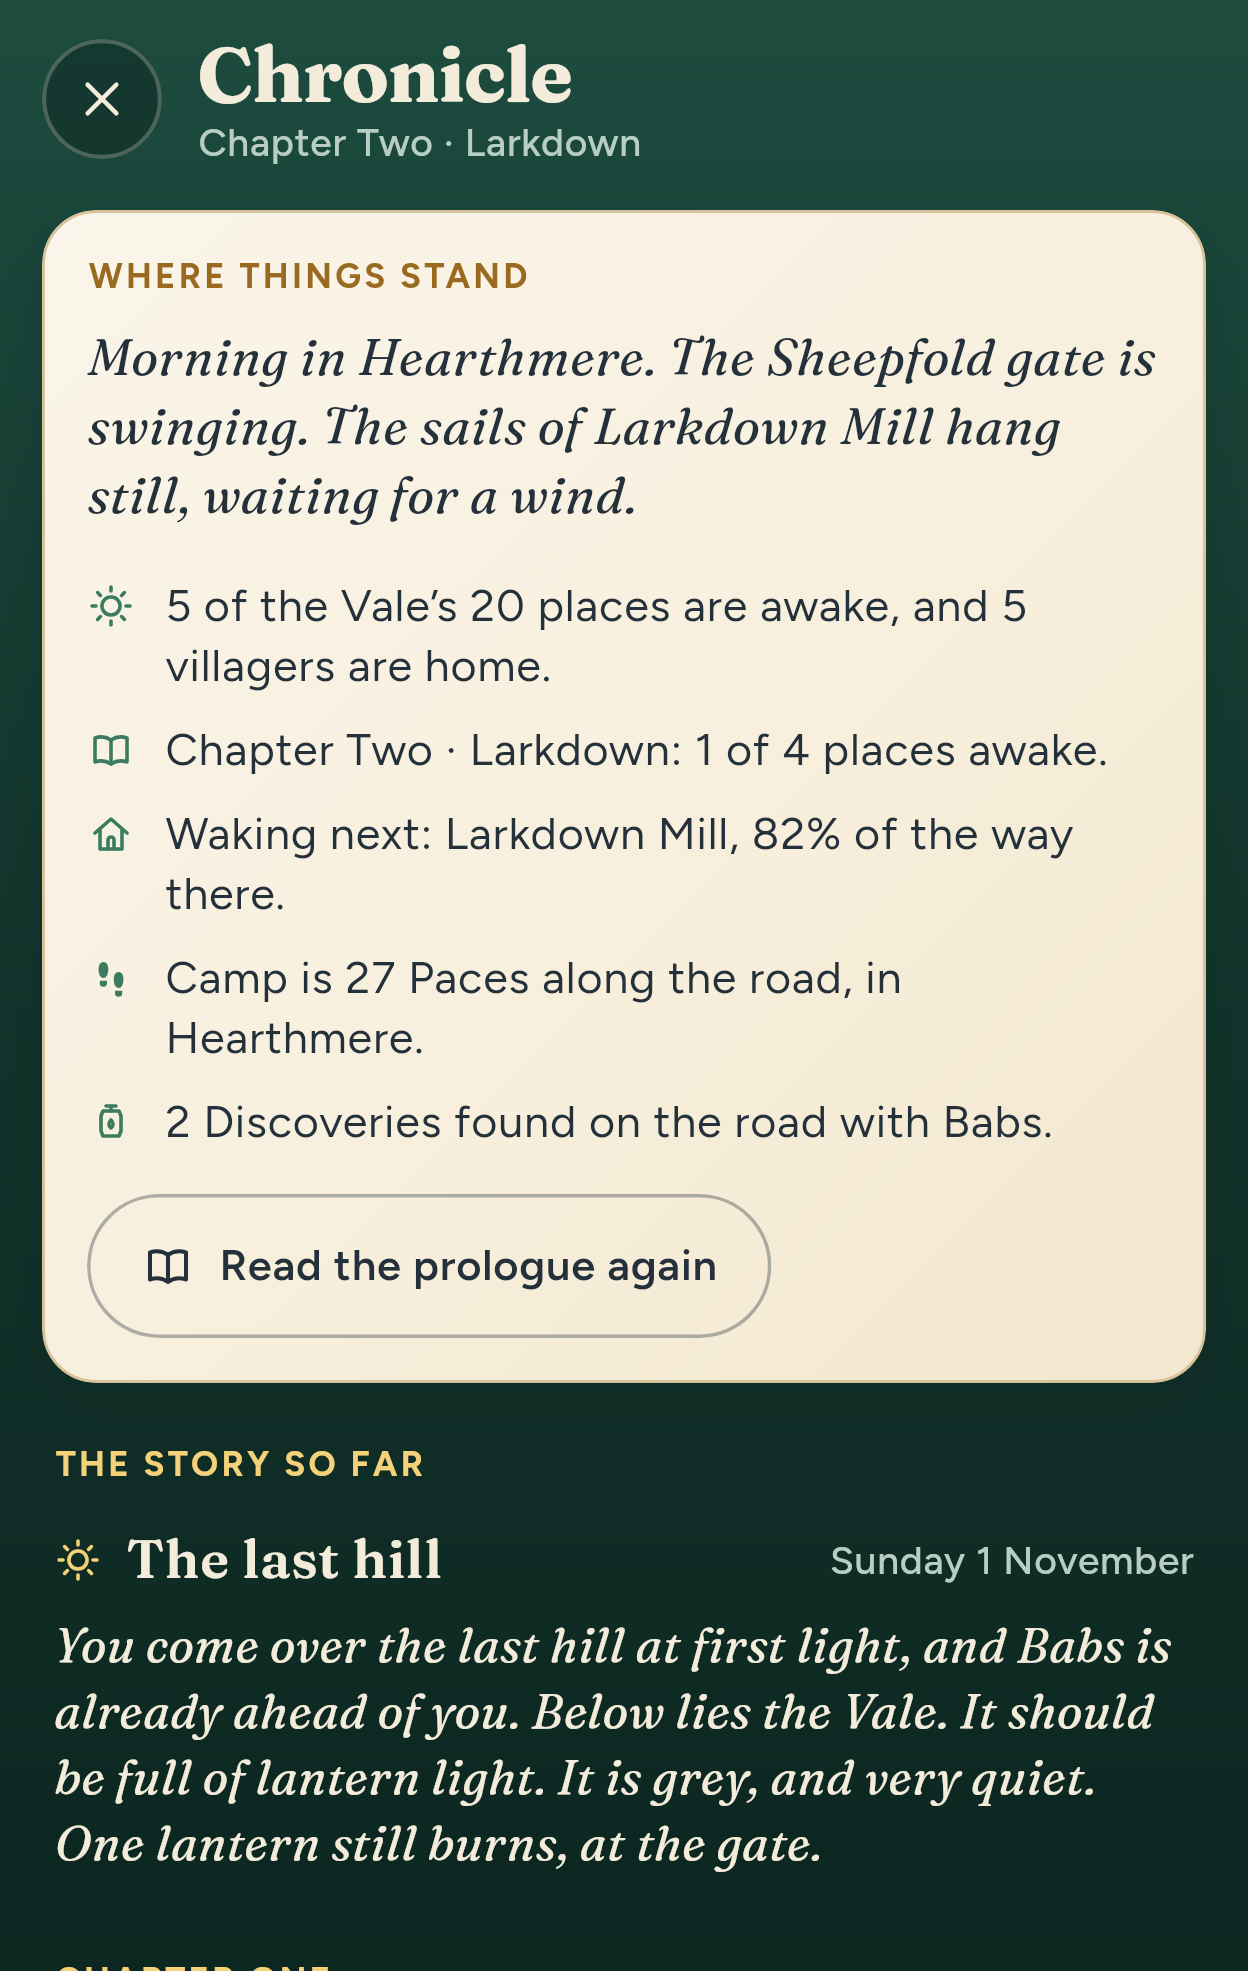 Chronicle
Chapter Two · Larkdown
WHERE THINGS STAND
Morning in Hearthmere. The Sheepfold gate is
swinging. The sails of Larkdown Mill hang
still, waiting for a wind.
5 of the Vale’s 20 places are awake, and 5
villagers are home.
Chapter Two · Larkdown: 1 of 4 places awake.
Waking next: Larkdown Mill, 82% of the way
there.
Camp is 27 Paces along the road, in
Hearthmere.
2 Discoveries found on the road with Babs.
Read the prologue again
THE STORY SO FAR
The last hill
Sunday 1 November
You come over the last hill at first light, and Babs is
already ahead of you. Below lies the Vale. It should
be full of lantern light. It is grey, and very quiet.
One lantern still burns, at the gate.
CHAPTER ONE